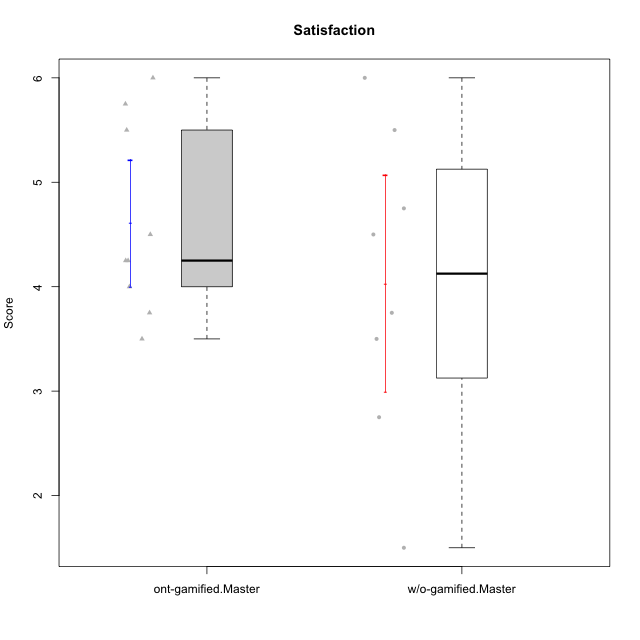 Satisfaction
Score
6
5
4
3
2
ont-gamified.Master
w/o-gamified.Master